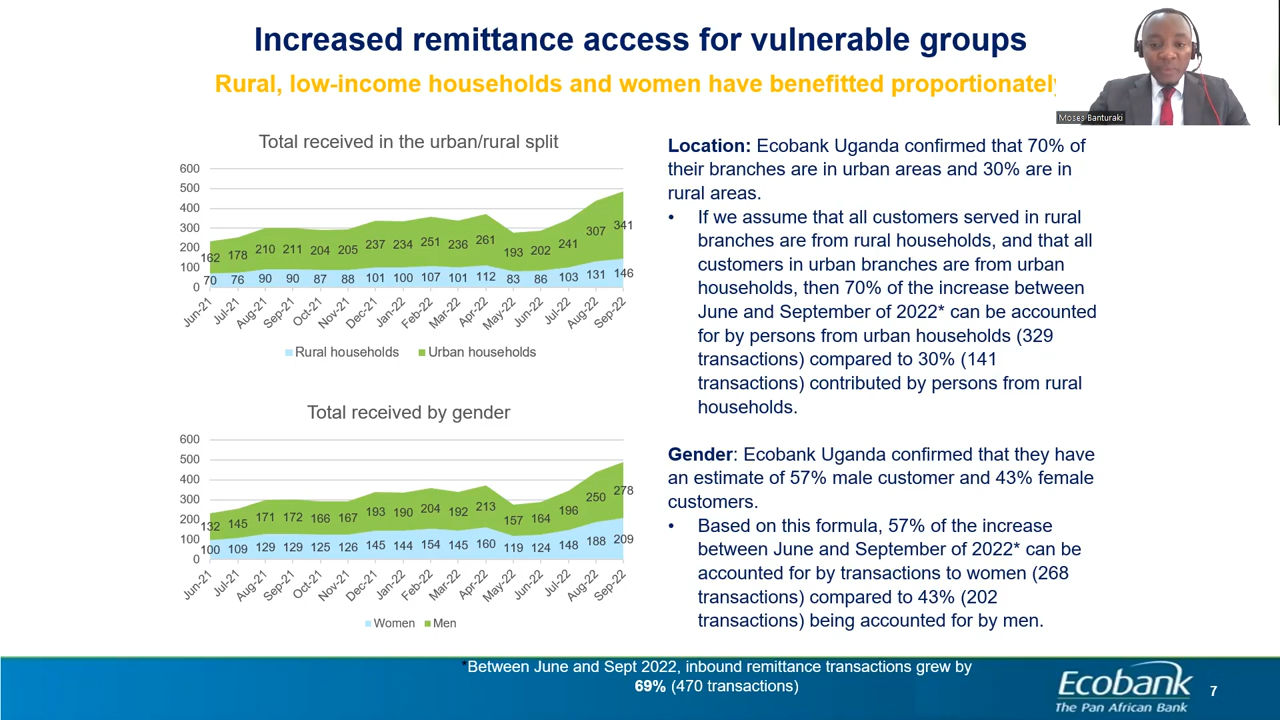 Increased remittance access for vulnerable groups
Rural, low-income households and women have benefitted proportionately
Moses Banturaki
Total received in the urban/rural split
600
500
400
300
200
100
0
162 178 210 211 204 205 237 234 251 236 261 193 202 241 307 341
70 76 90 90 87 88 101 100 107 101 112 83 86 103 131 146
Jun-21 Jul-21 Aug-21 Sep-21 Oct-21 Nov-21 Dec-21 Jan-22 Feb-22 Mar-22 Apr-22 May-22 Jun-22 Jul-22 Aug-22 Sep-22
Rural households Urban households
Total received by gender
600
500
400
300
200
100
0
132 145 171 172 166 167 193 190 204 192 213 157 164 196 250 278
100 109 129 129 125 126 145 144 154 145 160 119 124 148 188 209
Jun-21 Jul-21 Aug-21 Sep-21 Oct-21 Nov-21 Dec-21 Jan-22 Feb-22 Mar-22 Apr-22 May-22 Jun-22 Jul-22 Aug-22 Sep-22
Women Men
Location: Ecobank Uganda confirmed that 70% of
their branches are in urban areas and 30% are in
rural areas.
• If we assume that all customers served in rural
branches are from rural households, and that all
customers in urban branches are from urban
households, then 70% of the increase between
June and September of 2022* can be accounted
for by persons from urban households (329
transactions) compared to 30% (141
transactions) contributed by persons from rural
households.
Gender: Ecobank Uganda confirmed that they have
an estimate of 57% male customer and 43% female
customers.
• Based on this formula, 57% of the increase
between June and September of 2022* can be
accounted for by transactions to women (268
transactions) compared to 43% (202
transactions) being accounted for by men.
*Between June and Sept 2022, inbound remittance transactions grew by
69% (470 transactions)
Ecobank
The Pan African Bank
7